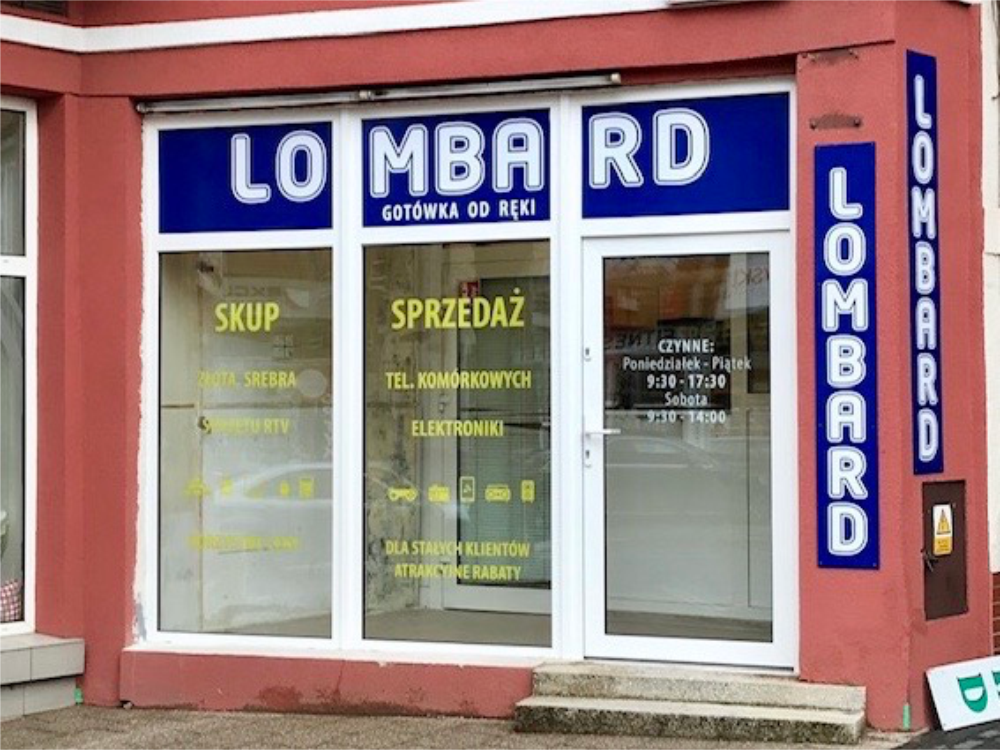 LOMBARD
GOTÓWKA OD RĘKI
SKUP
ZŁOTA, SREBRA
SPRZĘTU RTV
SPRZEDAŻ
TEL. KOMÓRKOWYCH
ELEKTRONIKI
DLA STAŁYCH KLIENTÓW
ATRAKCYJNE RABATY
CZYNNE:
Poniedziałek - Piątek
9:30 - 17:30
Sobota
9:30 - 14:00
LOMBARD
LOMBARD